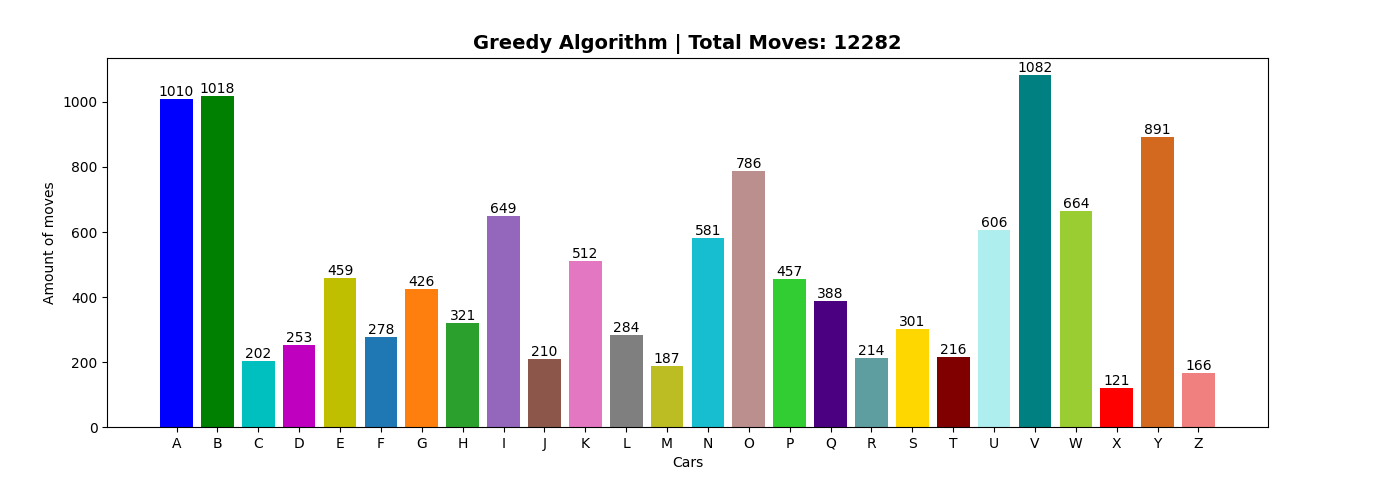 Greedy Algorithm | Total Moves: 12282
1010 1018 202 253 459 278 426 321 649 210 512 284 187 581 786 457 388 214 301 216 606 1082 664 121 891 166
Amount of moves
1000
800
600
400
200
0
A B C D E F G H I J K L M N O P Q R S T U V W X Y Z
Cars